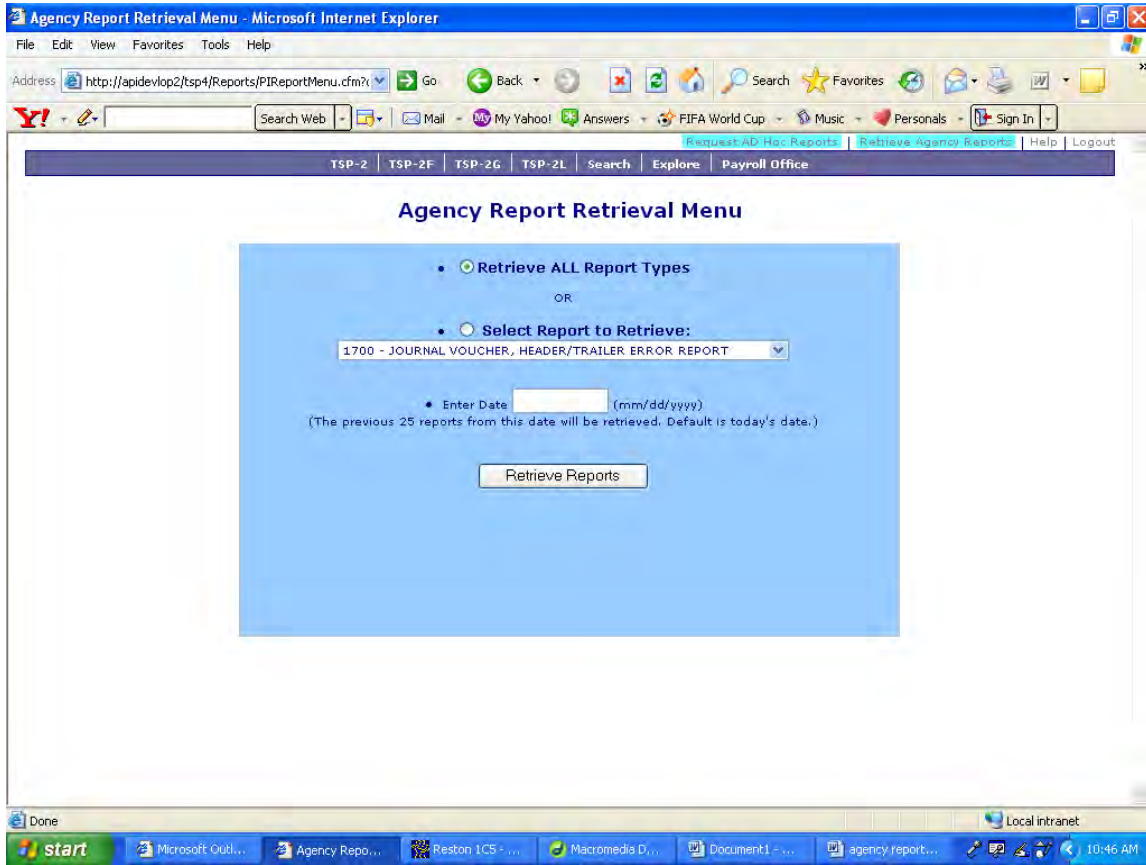 Agency Report Retrieval Menu - Microsoft Internet Explorer
File Edit View Favorites Tools Help
Address http://apidevlop2/tsp4/Reports/PIReportMenu.cfm? Go Back Search Favorites
Y! Search Web Mail My Yahoo! Answers FIFA World Cup Music Personals Sign In
Request AD Hoc Reports | Retrieve Agency Reports | Help | Logout
TSP-2 | TSP-2F | TSP-2G | TSP-2L | Search | Explore | Payroll Office
Agency Report Retrieval Menu
• Retrieve ALL Report Types
OR
• Select Report to Retrieve:
1700 - JOURNAL VOUCHER, HEADER/TRAILER ERROR REPORT
• Enter Date (mm/dd/yyyy)
(The previous 25 reports from this date will be retrieved. Default is today's date.)
Retrieve Reports
Done Local intranet
start Microsoft Outl... Agency Repo... Reston 1C5 - ... Macromedia D... Document1 - ... agency report... 10:46 AM